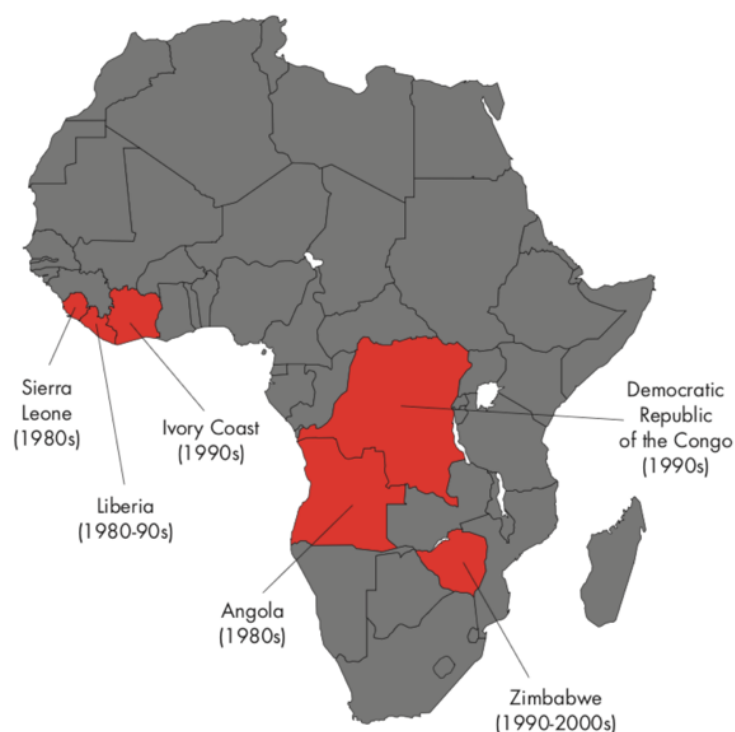 Sierra
Leone
(1980s)
Ivory Coast
(1990s)
Liberia
(1980-90s)
Democratic
Republic
of the Congo
(1990s)
Angola
(1980s)
Zimbabwe
(1990-2000s)